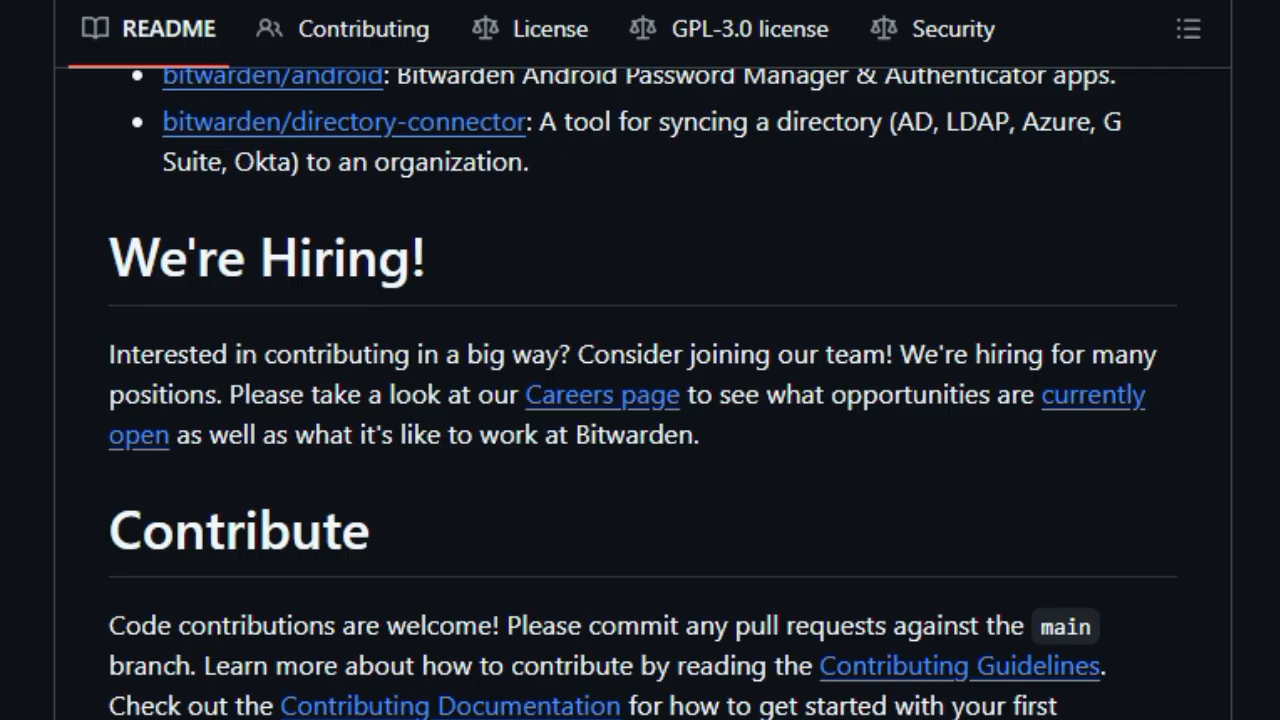 README Contributing License GPL-3.0 license Security
bitwarden/android: Bitwarden Android Password Manager & Authenticator apps.
bitwarden/directory-connector: A tool for syncing a directory (AD, LDAP, Azure, G
Suite, Okta) to an organization.
We're Hiring!
Interested in contributing in a big way? Consider joining our team! We're hiring for many
positions. Please take a look at our Careers page to see what opportunities are currently
open as well as what it's like to work at Bitwarden.
Contribute
Code contributions are welcome! Please commit any pull requests against the main
branch. Learn more about how to contribute by reading the Contributing Guidelines.
Check out the Contributing Documentation for how to get started with your first